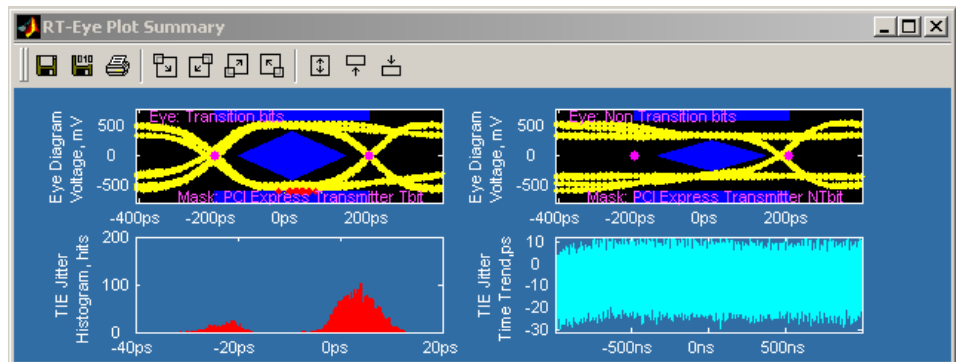 RT-Eye Plot Summary
010
Eye Diagram
Voltage, mV
500
0
-500
Eye: Transition bits
Mask: PCI Express Transmitter Tbit
-400ps -200ps 0ps 200ps
Eye Diagram
Voltage, mV
500
0
-500
Eye: Non Transition bits
Mask: PCI Express Transmitter NTbit
-400ps -200ps 0ps 200ps
TIE Jitter
Histogram, hits
200
100
0
-40ps -20ps 0ps 20ps
TIE Jitter
Time Trend,ps
10
0
-10
-20
-30
-500ns 0ns 500ns